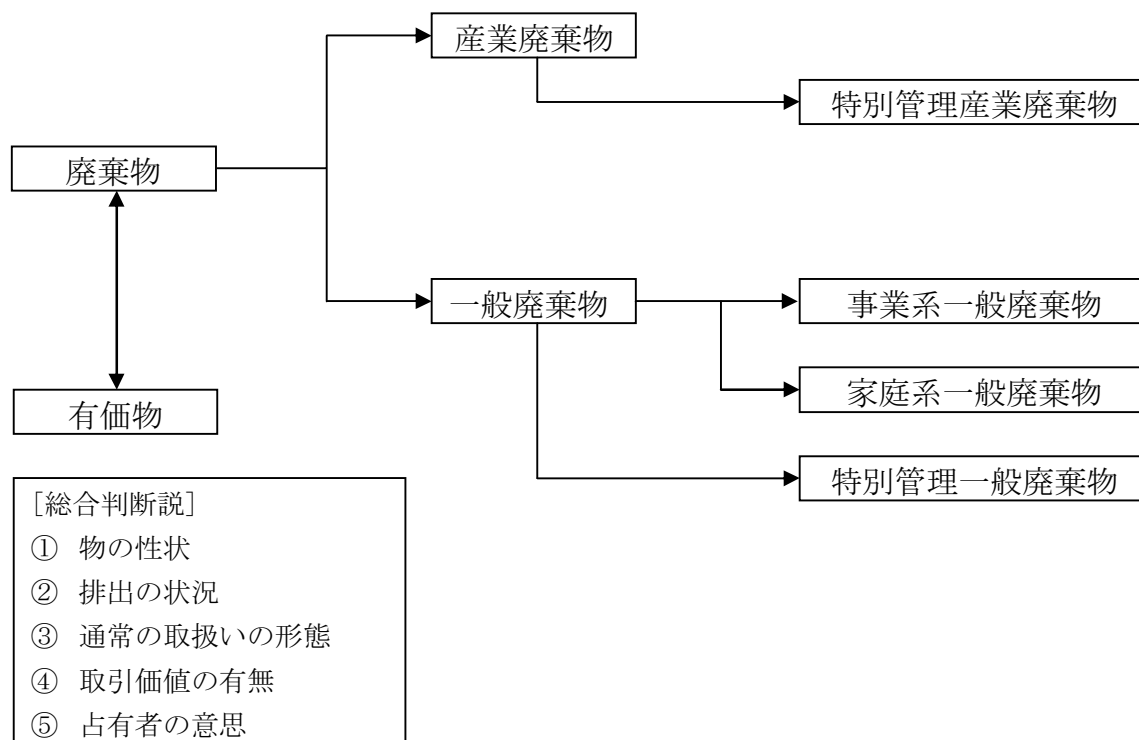 産業廃棄物
特別管理産業廃棄物
廃棄物
一般廃棄物
事業系一般廃棄物
家庭系一般廃棄物
有価物
特別管理一般廃棄物
［総合判断説］
① 物の性状
② 排出の状況
③ 通常の取扱いの形態
④ 取引価値の有無
⑤ 占有者の意思